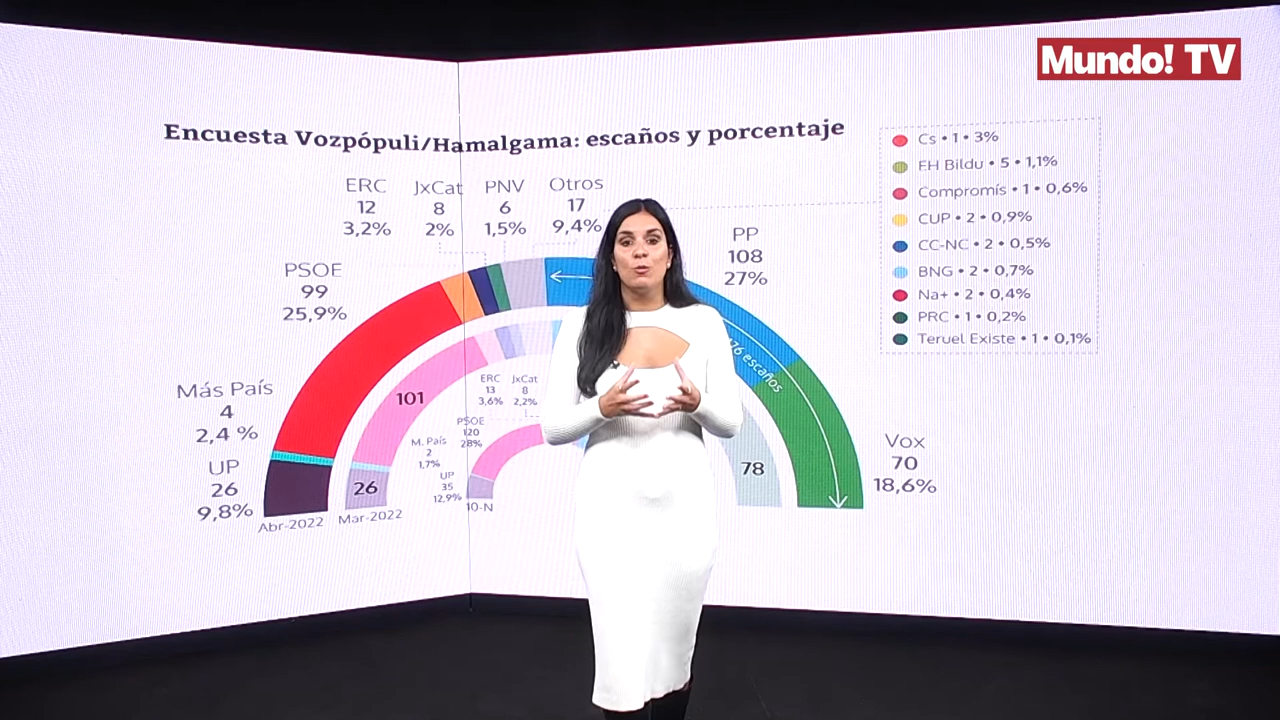 Mundo! TV
Encuesta Vozpópuli/Hamalgama: escaños y porcentaje
ERC
12
3,2%
JxCat
8
2%
PNV
6
1,5%
Otros
17
9,4%
PP
108
27%
PSOE
99
25,9%
Más País
4
2,4 %
UP
26
9,8%
Vox
70
18,6%
Abr-2022
Mar-2022
10-N
101
26
78
escaños
ERC
13
3,6%
JxCat
8
2,2%
PSOE
120
28%
M. País
2
1,7%
UP
35
12,9%
Cs • 1 • 3%
EH Bildu • 5 • 1,1%
Compromís • 1 • 0,6%
CUP • 2 • 0,9%
CC-NC • 2 • 0,5%
BNG • 2 • 0,7%
Na+ • 2 • 0,4%
PRC • 1 • 0,2%
Teruel Existe • 1 • 0,1%